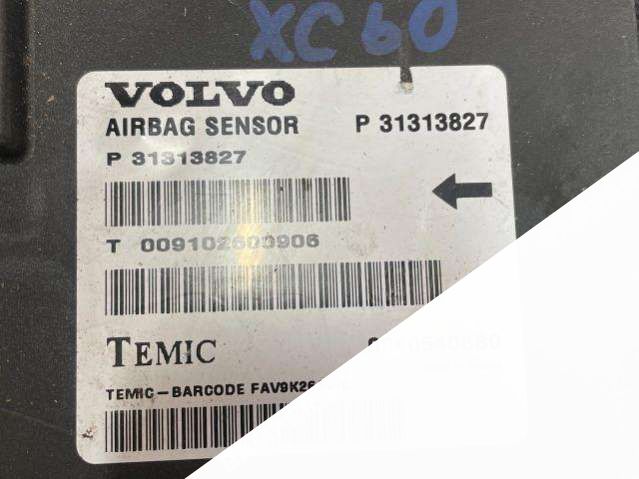 XC60
VOLVO
AIRBAG SENSOR P 31313827
P 31313827
T 009102600906
TEMIC
TEMIC-BARCODE